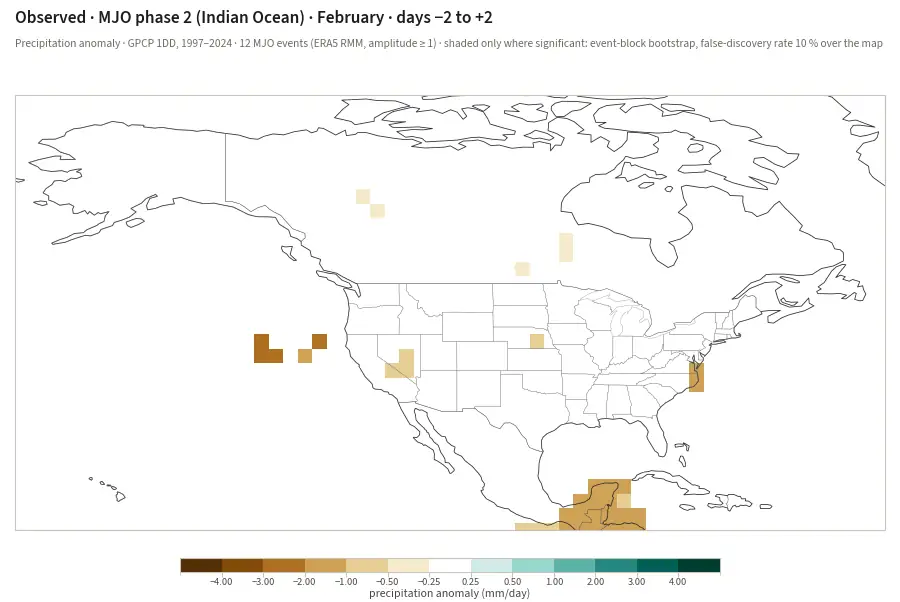 Observed · MJO phase 2 (Indian Ocean) · February · days −2 to +2
Precipitation anomaly · GPCP 1DD, 1997–2024 · 12 MJO events (ERA5 RMM, amplitude ≥ 1) · shaded only where significant: event-block bootstrap, false-discovery rate 10 % over the map
−4.00 −3.00 −2.00 −1.00 −0.50 −0.25 0.25 0.50 1.00 2.00 3.00 4.00
precipitation anomaly (mm/day)